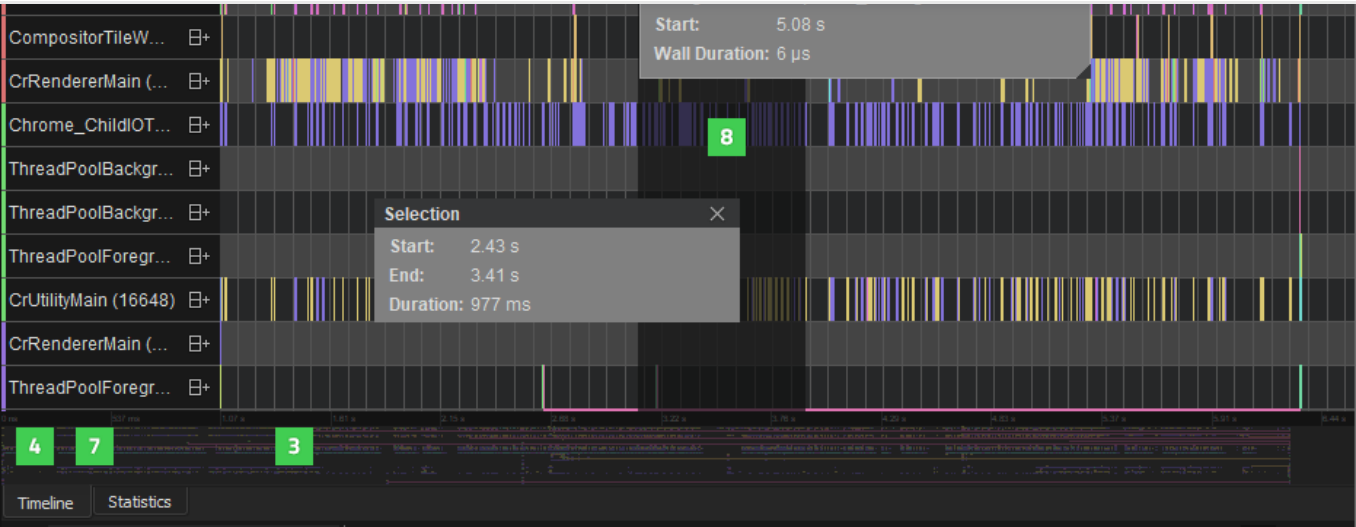 Start: 5.08 s
CompositorTileW...
Wall Duration: 6 µs
CrRendererMain (...
Chrome_ChildIOT...
8
ThreadPoolBackgr...
ThreadPoolBackgr...
Selection
Start: 2.43 s
ThreadPoolForegr...
End: 3.41 s
CrUtilityMain (16648)
Duration: 977 ms
CrRendererMain (...
ThreadPoolForegr...
0 ns 537 ms 1.07 s 1.61 s 2.15 s 2.68 s 3.22 s 3.76 s 4.29 s 4.83 s 5.37 s 5.91 s 6.44 s
4 7 3
Timeline Statistics